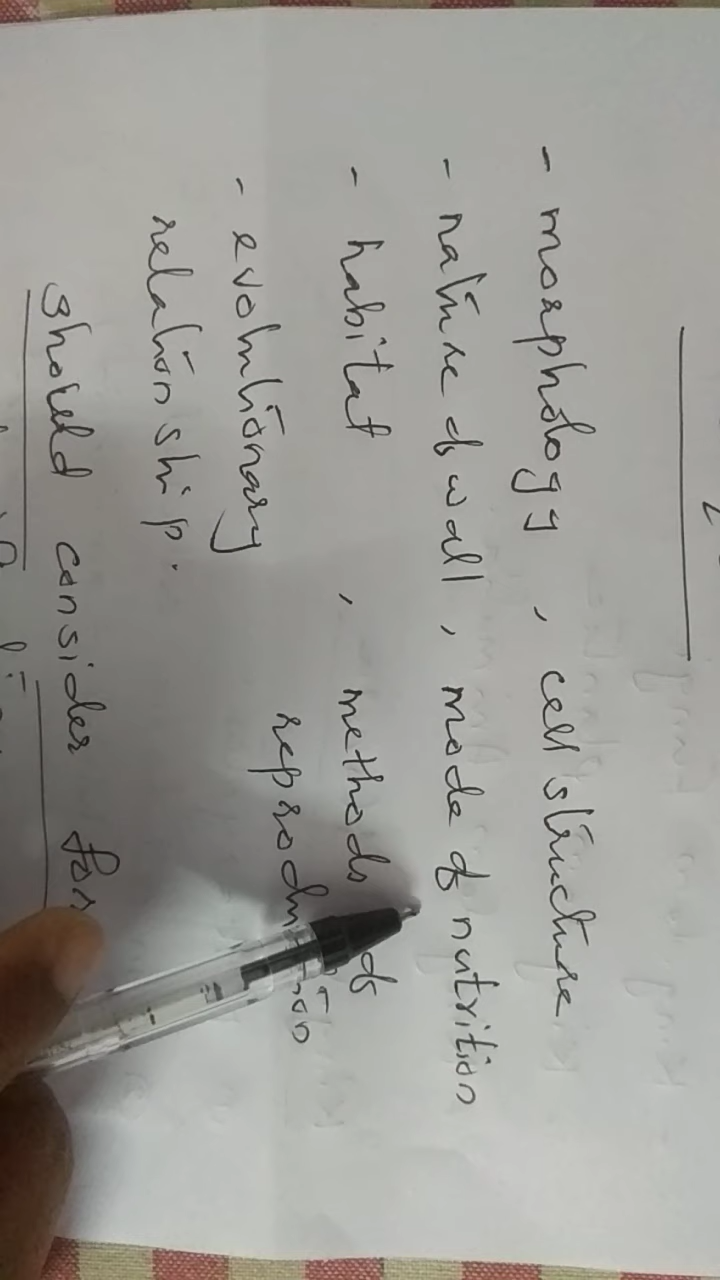 - morphology, cell structure
- nature of wall, mode of nutrition
- habitat, methods of
reproduction
- evolutionary
relationship.
should consider for